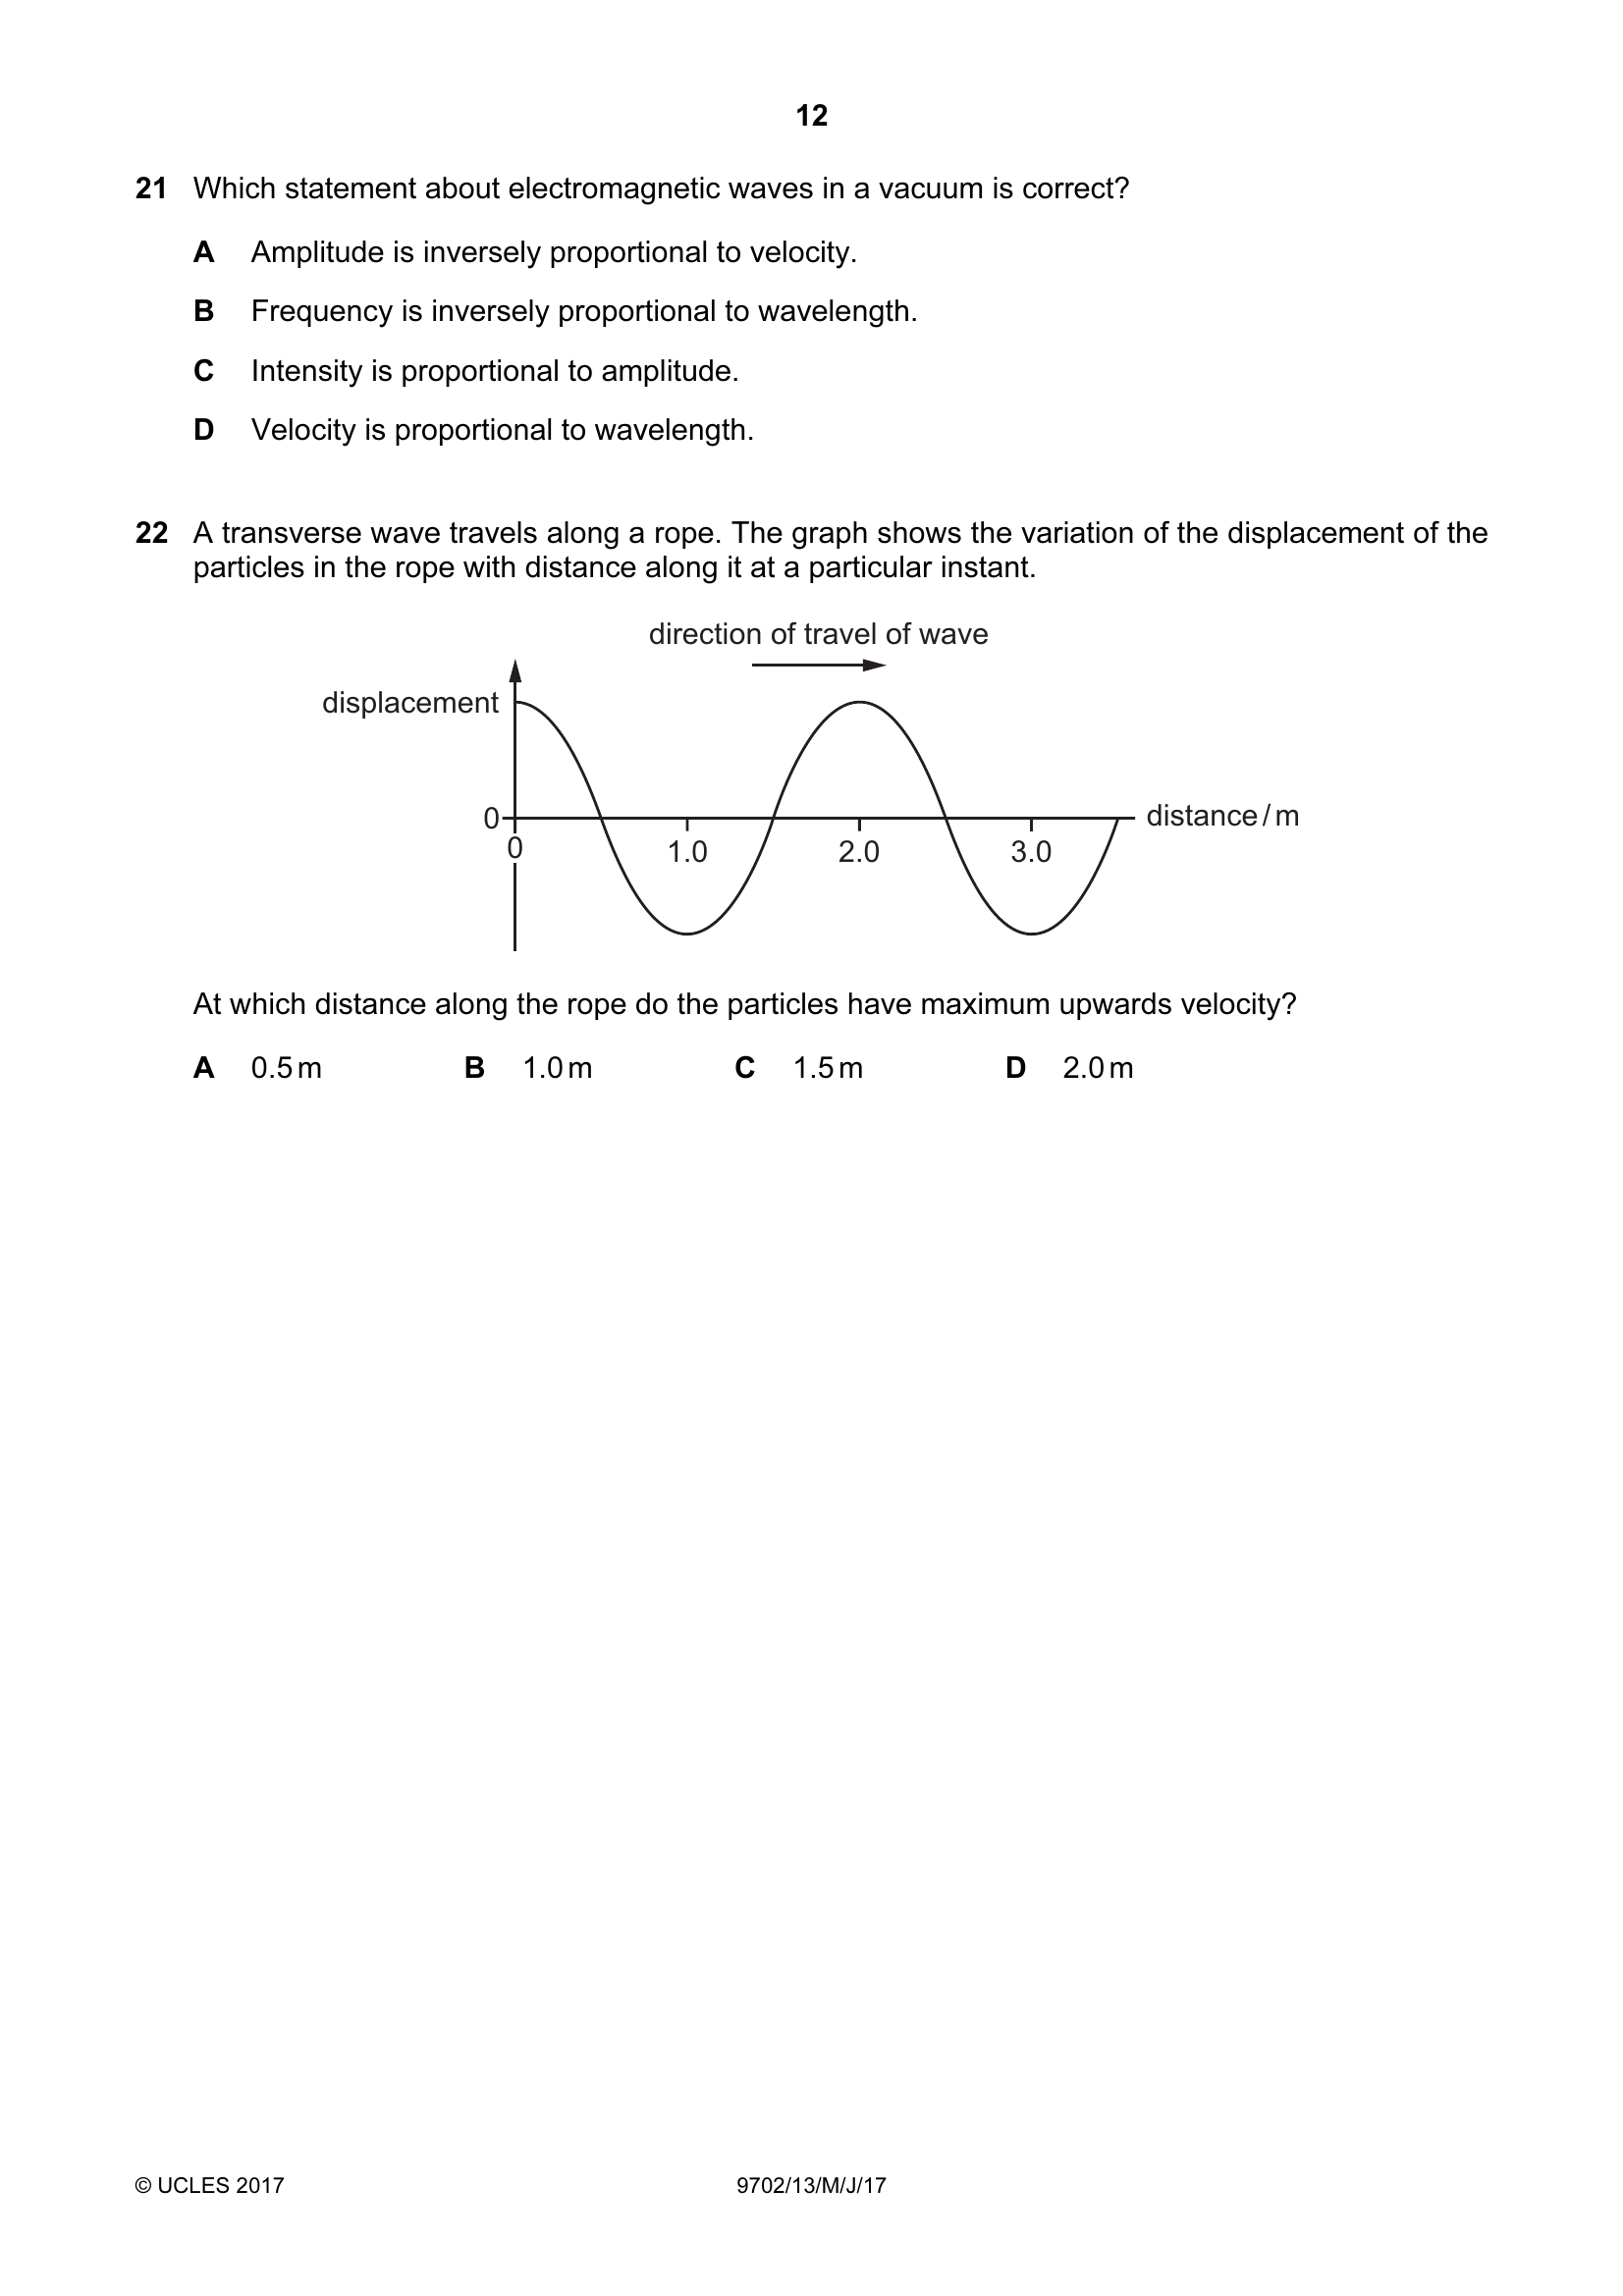 12
21 Which statement about electromagnetic waves in a vacuum is correct?
A Amplitude is inversely proportional to velocity.
B Frequency is inversely proportional to wavelength.
C Intensity is proportional to amplitude.
D Velocity is proportional to wavelength.
22 A transverse wave travels along a rope. The graph shows the variation of the displacement of the
particles in the rope with distance along it at a particular instant.
direction of travel of wave
displacement
0
distance / m
0 1.0 2.0 3.0
At which distance along the rope do the particles have maximum upwards velocity?
A 0.5 m B 1.0 m C 1.5 m D 2.0 m
© UCLES 2017 9702/13/M/J/17